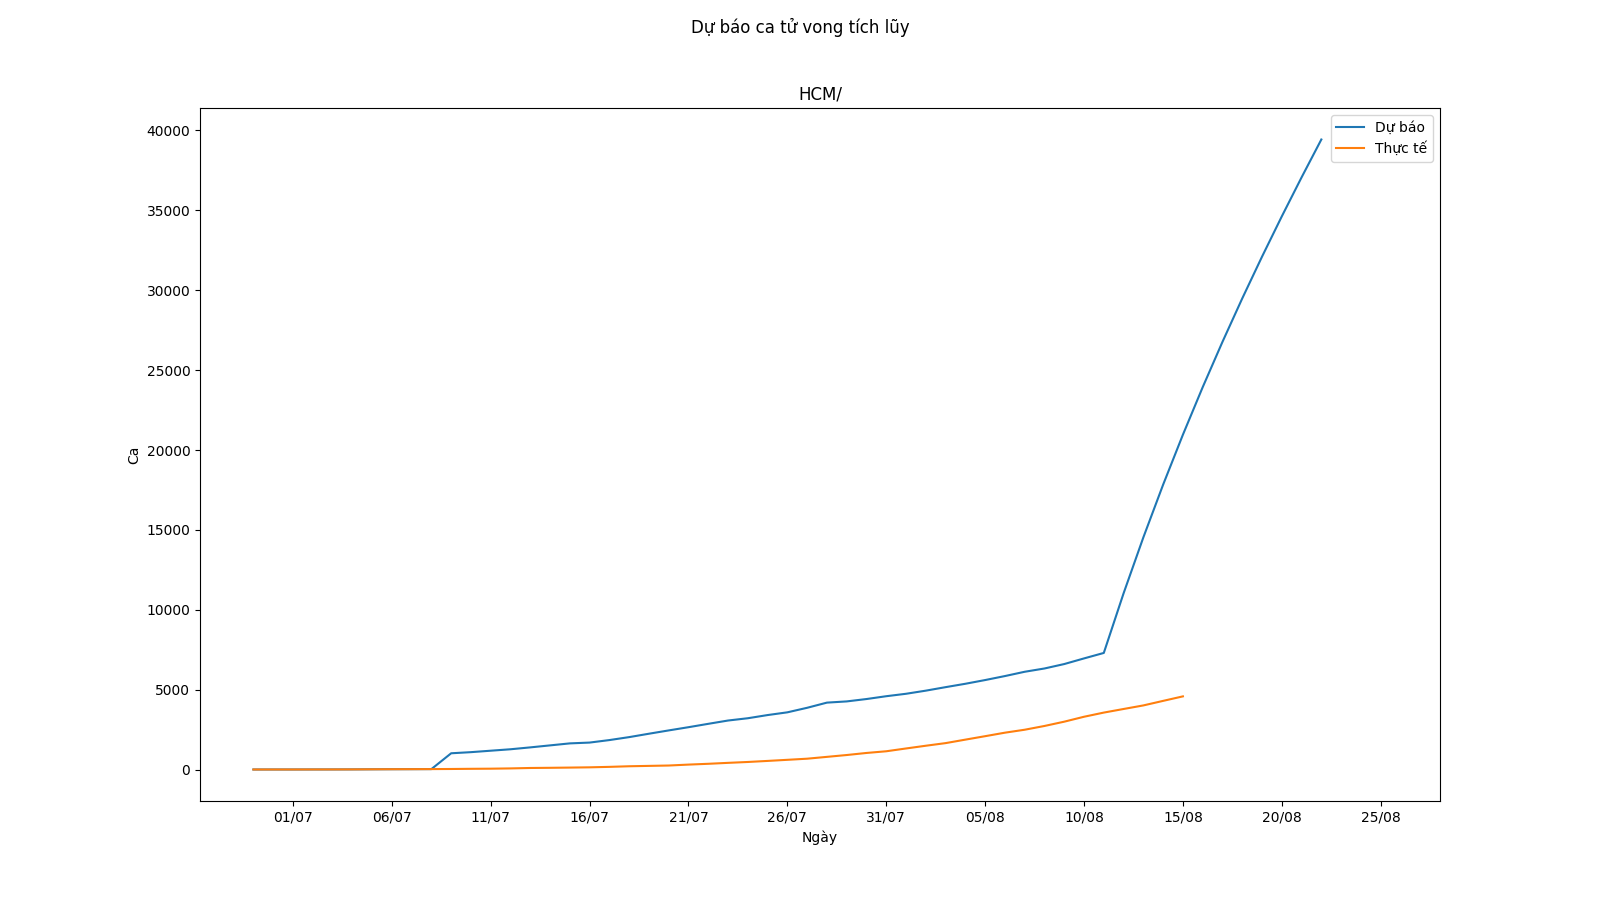 Dự báo ca tử vong tích lũy
HCM/
Dự báo
Thực tế
40000
35000
30000
25000
20000
15000
10000
5000
0
Ca
01/07 06/07 11/07 16/07 21/07 26/07 31/07 05/08 10/08 15/08 20/08 25/08
Ngày